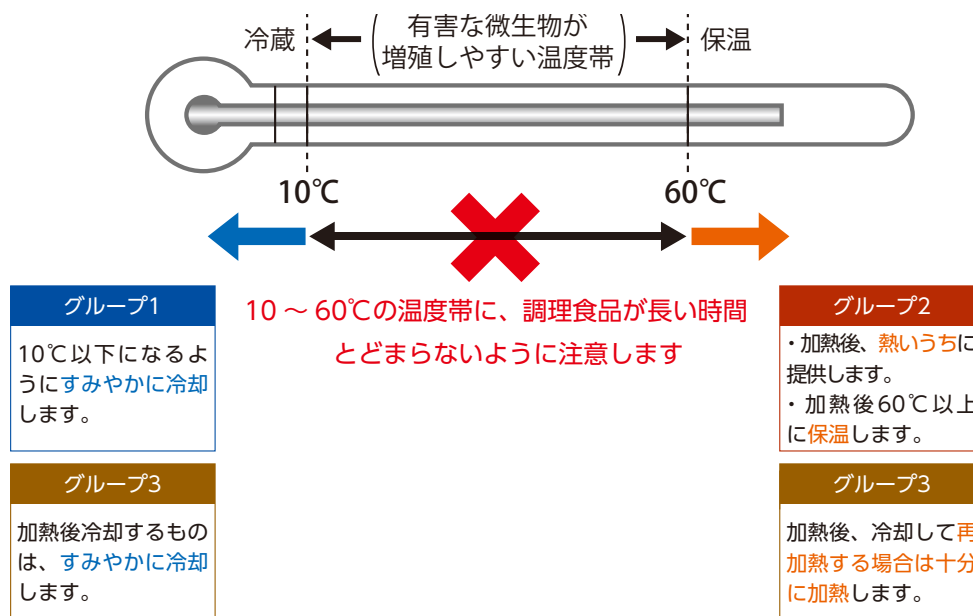 冷蔵
有害な微生物が
増殖しやすい温度帯
保温
10℃
60℃
10 ～ 60℃の温度帯に、調理食品が長い時間
とどまらないように注意します
グループ1
10℃以下になるよ
うにすみやかに冷却
します。
グループ3
加熱後冷却するもの
は、すみやかに冷却
します。
グループ2
・加熱後、熱いうちに
提供します。
・加熱後60℃以上
に保温します。
グループ3
加熱後、冷却して再
加熱する場合は十分
に加熱します。